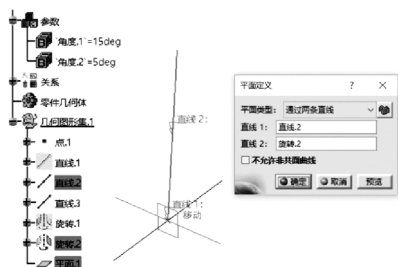 参数
`角度.1`=15deg
`角度.2`=5deg
关系
零件几何体
几何图形集.1
点.1
直线.1
直线.2
直线.3
旋转.1
旋转.2
平面.1
直线 2:
直线 1:
移动
平面定义
?
×
平面类型: 通过两条直线
直线 1: 直线.2
直线 2: 旋转.2
不允许非共面曲线
确定 取消 预览